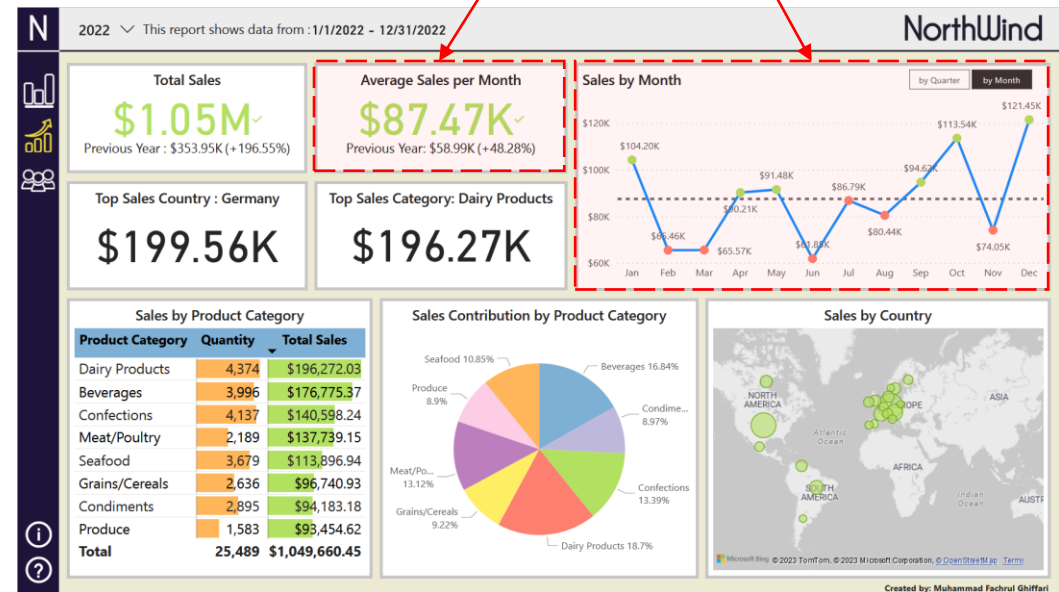 N
2022 This report shows data from : 1/1/2022 - 12/31/2022
NorthWind
Total Sales
$1.05M
Previous Year : $353.95K (+196.55%)
Average Sales per Month
$87.47K
Previous Year: $58.99K (+48.28%)
Sales by Month
by Quarter
by Month
$120K
$100K
$80K
$60K
$104.20K
$65.46K
$65.57K
$90.21K
$91.48K
$61.83K
$86.79K
$80.44K
$94.62K
$113.54K
$74.05K
$121.45K
Jan Feb Mar Apr May Jun Jul Aug Sep Oct Nov Dec
Top Sales Country : Germany
$199.56K
Top Sales Category: Dairy Products
$196.27K
Sales by Product Category
Product Category Quantity Total Sales
Dairy Products 4,374 $196,272.03
Beverages 3,996 $176,775.37
Confections 4,137 $140,598.24
Meat/Poultry 2,189 $137,739.15
Seafood 3,679 $113,896.94
Grains/Cereals 2,636 $96,740.93
Condiments 2,895 $94,183.18
Produce 1,583 $93,454.62
Total 25,489 $1,049,660.45
Sales Contribution by Product Category
Seafood 10.85%
Beverages 16.84%
Produce
8.9%
Condime...
8.97%
Meat/Po...
13.12%
Confections
13.39%
Grains/Cereals
9.22%
Dairy Products 18.7%
Sales by Country
NORTH
AMERICA
EUROPE
ASIA
Atlantic
Ocean
AFRICA
SOUTH
AMERICA
Indian
Ocean
AUSTR
Microsoft Bing © 2023 TomTom, © 2023 Microsoft Corporation, © OpenStreetMap Terms
Created by: Muhammad Fachrul Ghiffari